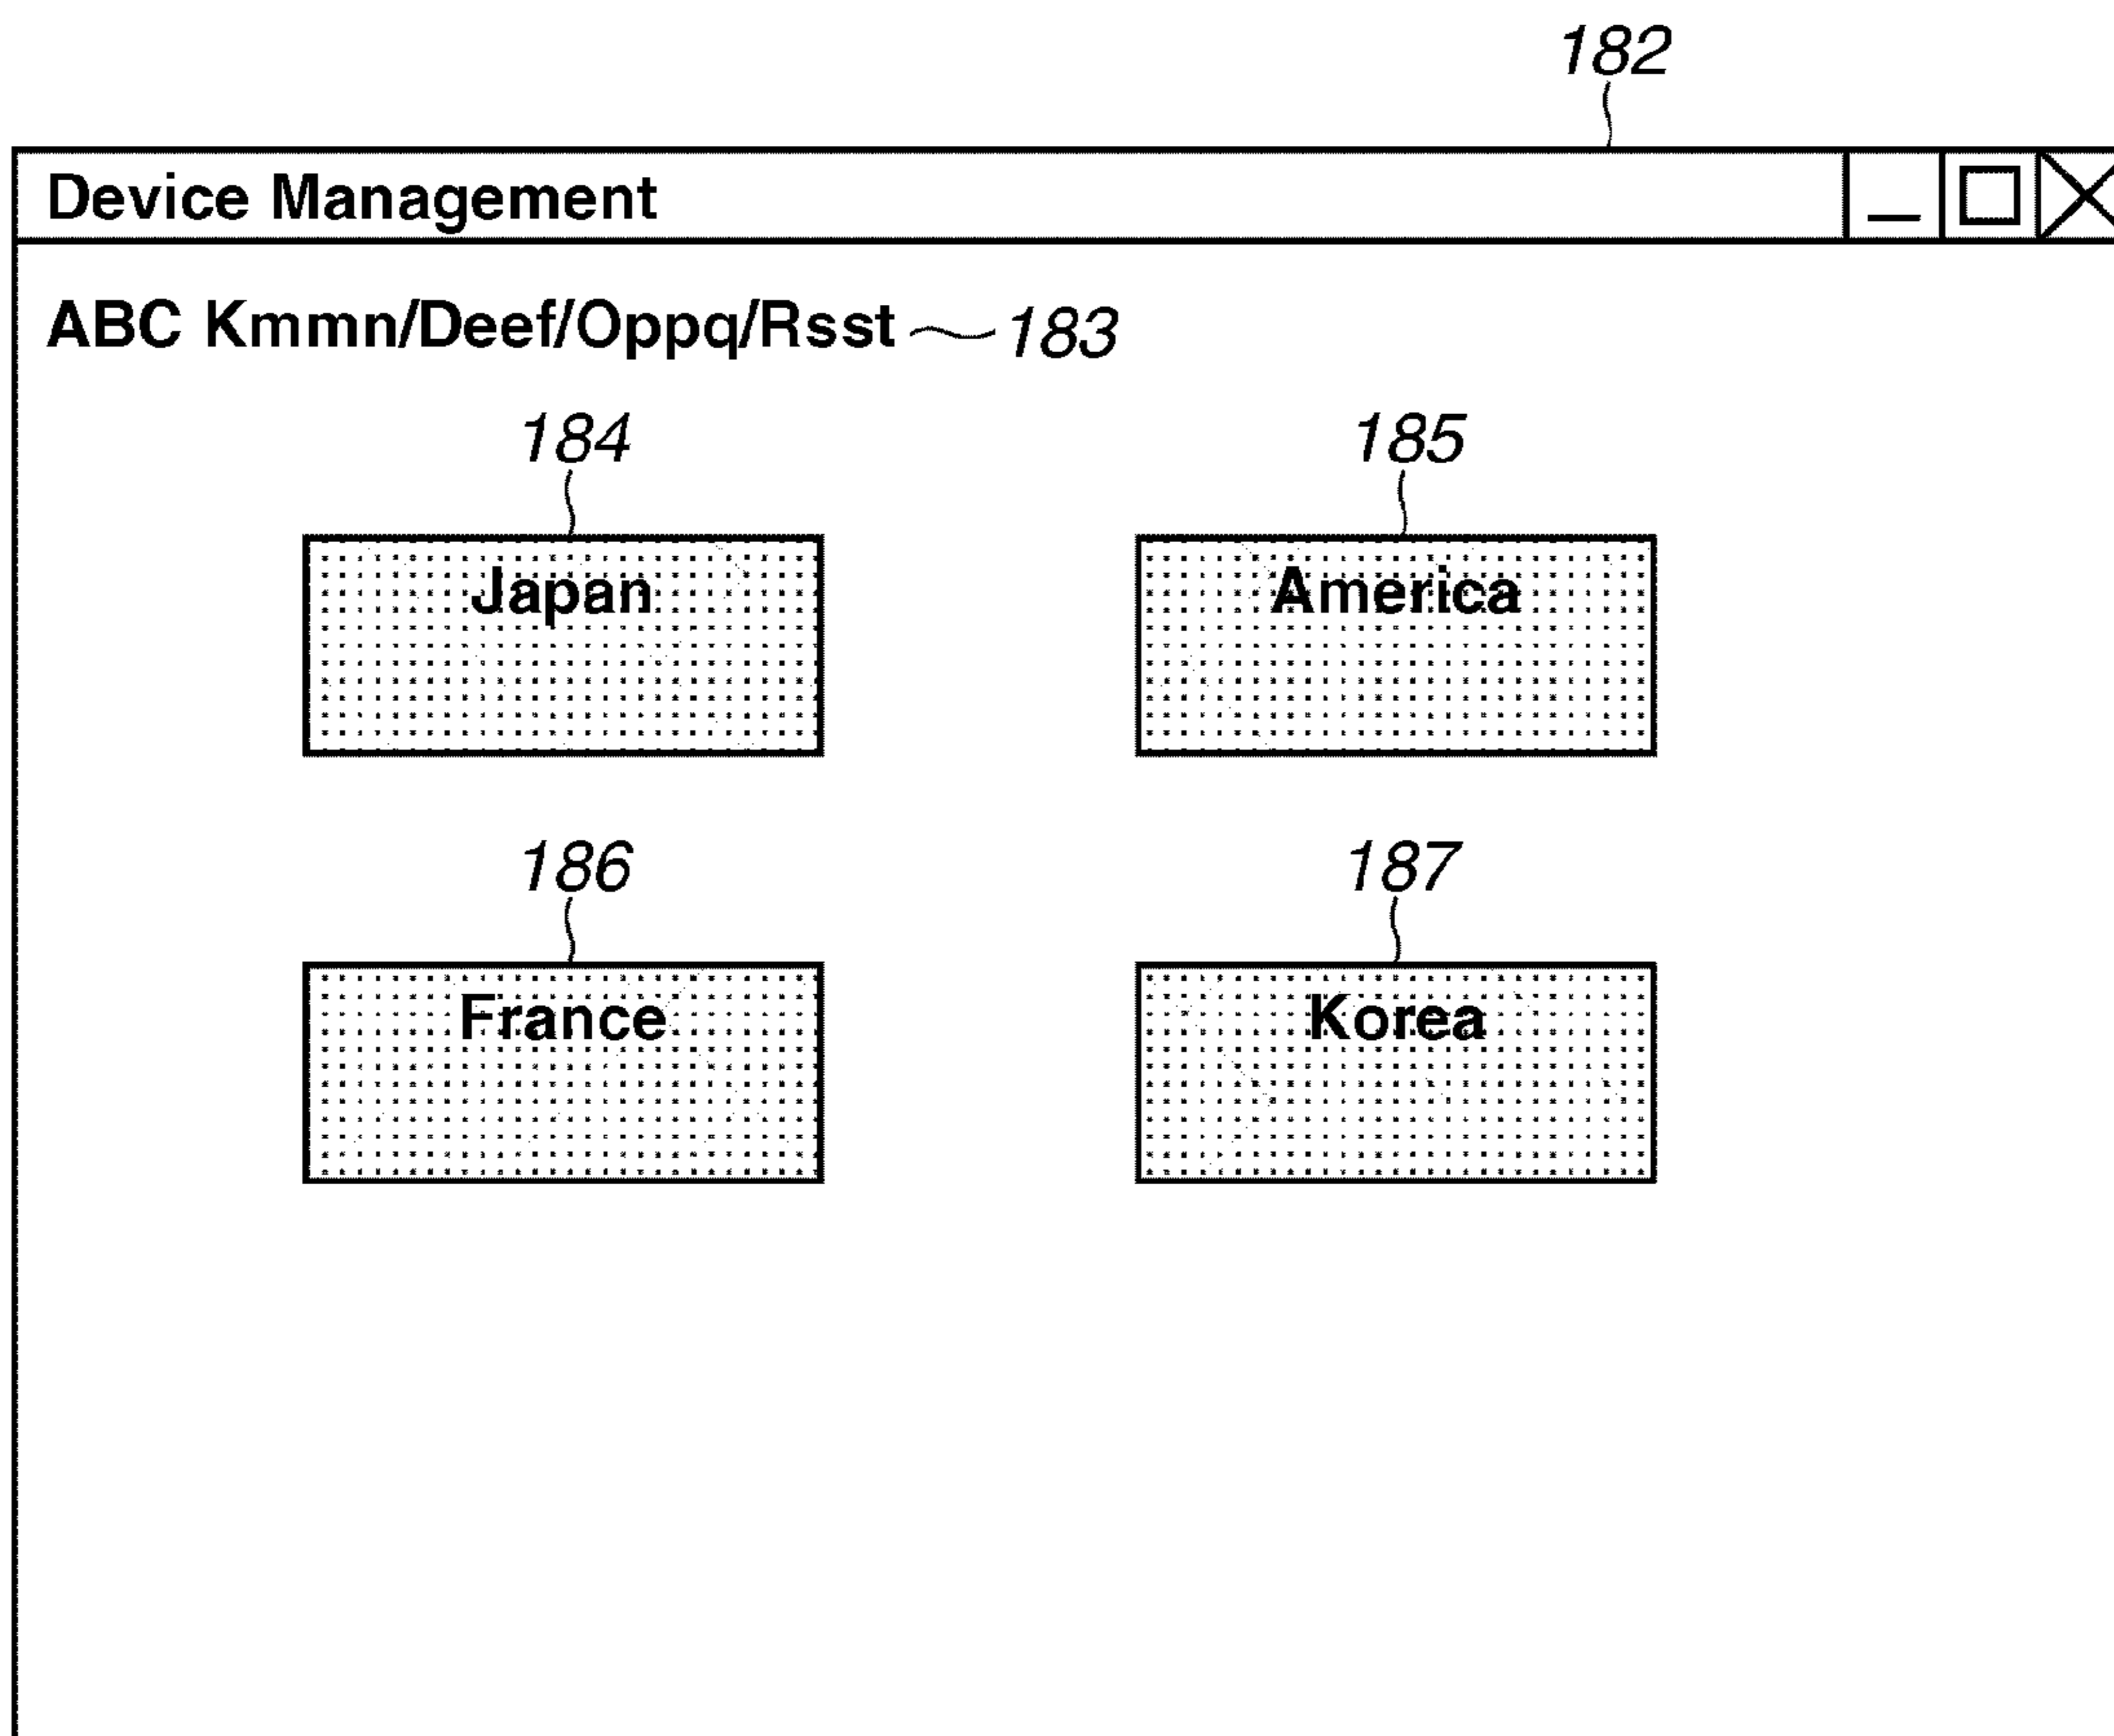 182
Device Management
ABC Kmmn/Deef/Oppq/Rsst 183
184 185
Japan America
186 187
France Korea